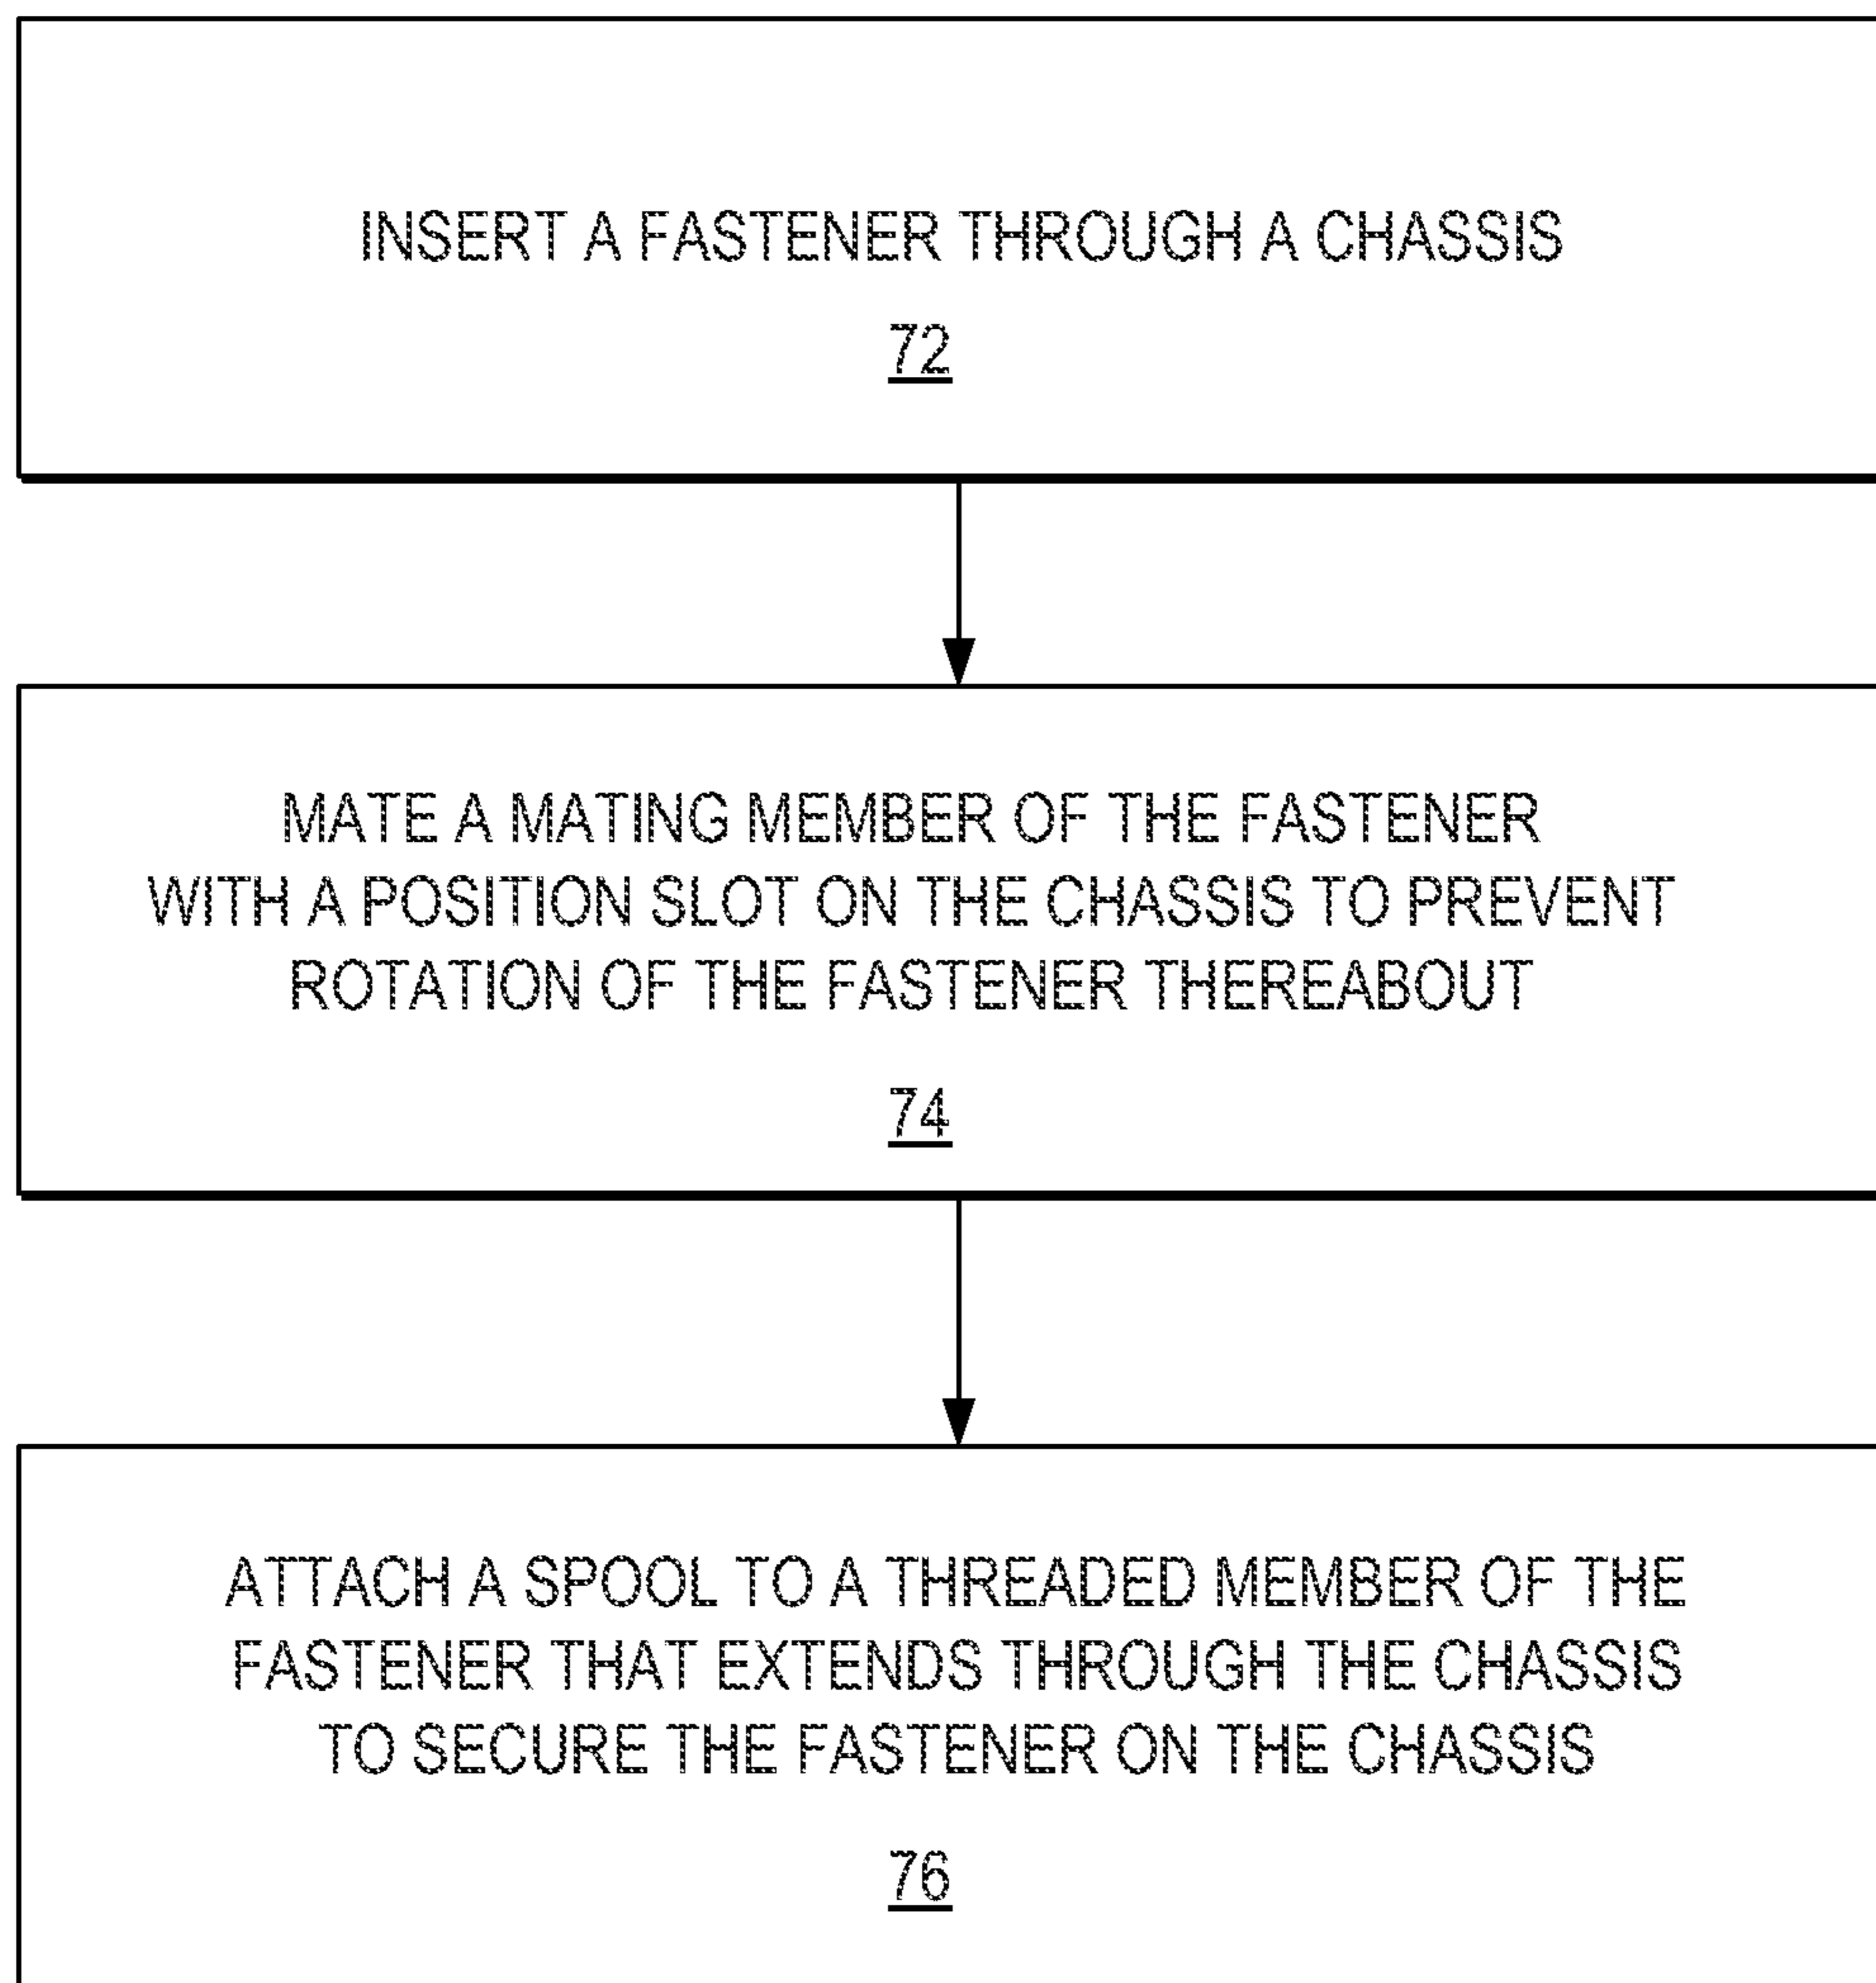 INSERT A FASTENER THROUGH A CHASSIS
72
MATE A MATING MEMBER OF THE FASTENER
WITH A POSITION SLOT ON THE CHASSIS TO PREVENT
ROTATION OF THE FASTENER THEREABOUT
74
ATTACH A SPOOL TO A THREADED MEMBER OF THE
FASTENER THAT EXTENDS THROUGH THE CHASSIS
TO SECURE THE FASTENER ON THE CHASSIS
76